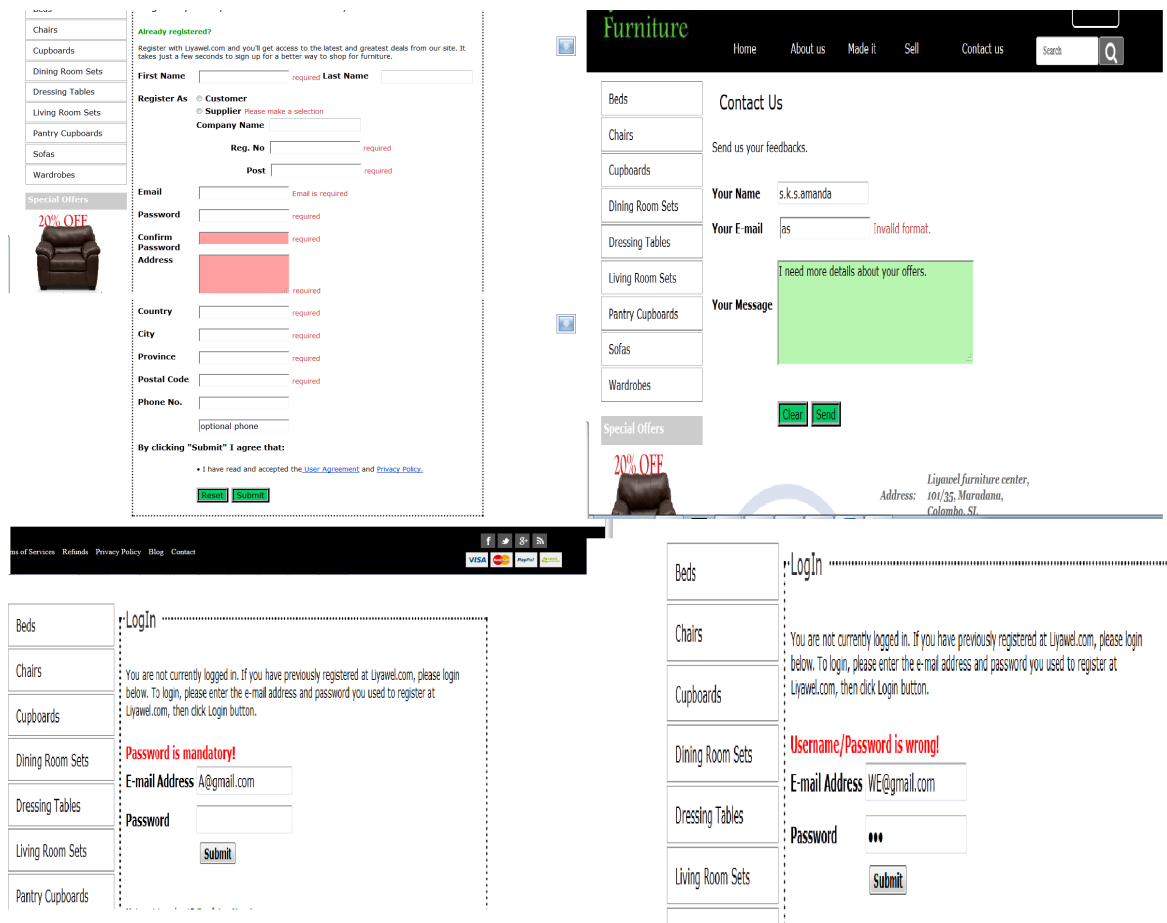 Chairs
Cupboards
Dining Room Sets
Dressing Tables
Living Room Sets
Pantry Cupboards
Sofas
Wardrobes
Special Offers
20% OFF
Already registered?
Register with Liyawel.com and you'll get access to the latest and greatest deals from our site. It
takes just a few seconds to sign up for a better way to shop for furniture.
First Name required Last Name
Register As Customer
Supplier Please make a selection
Company Name
Reg. No required
Post required
Email Email is required
Password required
Confirm required
Password
Address
required
Country required
City required
Province required
Postal Code required
Phone No.
optional phone
By clicking "Submit" I agree that:
• I have read and accepted the User Agreement and Privacy Policy.
Reset Submit
Furniture
Home About us Made it Sell Contact us Search
Beds
Chairs
Cupboards
Dining Room Sets
Dressing Tables
Living Room Sets
Pantry Cupboards
Sofas
Wardrobes
Special Offers
20% OFF
Contact Us
Send us your feedbacks.
Your Name s.k.s.amanda
Your E-mail as Invalid format.
I need more details about your offers.
Your Message
Clear Send
Liyawel furniture center,
Address: 101/35, Maradana,
Colombo, SL
of Services Refunds Privacy Policy Blog Contact
VISA PayPal
Beds
Chairs
Cupboards
Dining Room Sets
Dressing Tables
Living Room Sets
Pantry Cupboards
LogIn
You are not currently logged in. If you have previously registered at Liyawel.com, please login
below. To login, please enter the e-mail address and password you used to register at
Liyawel.com, then click Login button.
Password is mandatory!
E-mail Address A@gmail.com
Password
Submit
Beds
Chairs
Cupboards
Dining Room Sets
Dressing Tables
Living Room Sets
LogIn
You are not currently logged in. If you have previously registered at Liyawel.com, please login
below. To login, please enter the e-mail address and password you used to register at
Liyawel.com, then click Login button.
Username/Password is wrong!
E-mail Address WE@gmail.com
Password •••
Submit